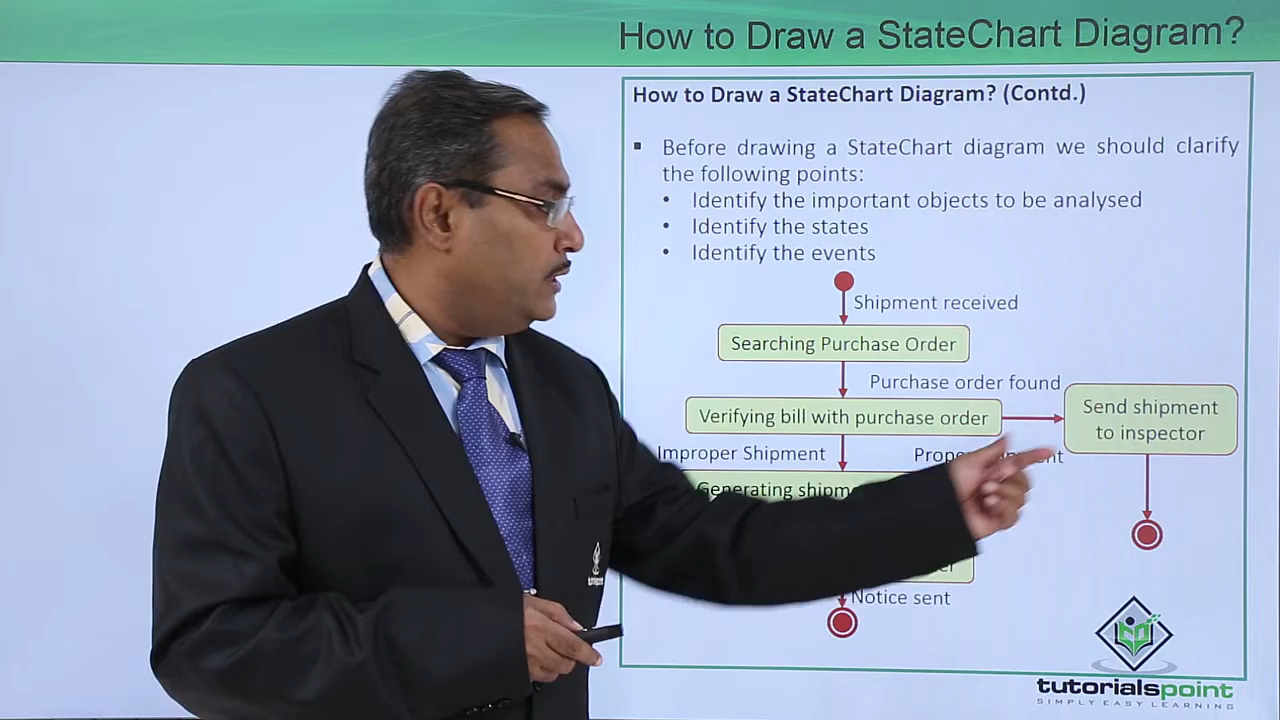 How to Draw a StateChart Diagram?
How to Draw a StateChart Diagram? (Contd.)
Before drawing a StateChart diagram we should clarify
the following points:
Identify the important objects to be analysed
Identify the states
Identify the events
Shipment received
Searching Purchase Order
Purchase order found
Verifying bill with purchase order
Send shipment
to inspector
Improper Shipment
Generating
Notice sent
tutorialspoint
SIMPLY EASY LEARNING
tutorialspoint